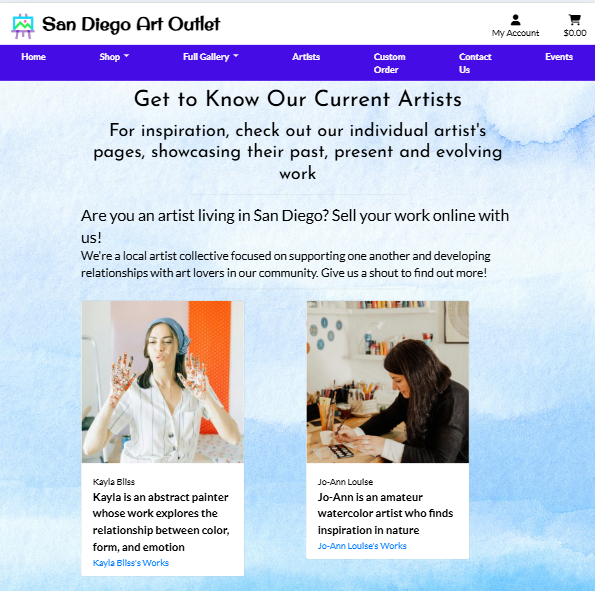 San Diego Art Outlet
My Account
$0.00
Home
Shop
Full Gallery
Artists
Custom
Order
Contact
Us
Events
Get to Know Our Current Artists
For inspiration, check out our individual artist's
pages, showcasing their past, present and evolving
work
Are you an artist living in San Diego? Sell your work online with
us!
We're a local artist collective focused on supporting one another and developing
relationships with art lovers in our community. Give us a shout to find out more!
Kayla Bliss
Kayla is an abstract painter
whose work explores the
relationship between color,
form, and emotion
Kayla Bliss's Works
Jo-Ann Louise
Jo-Ann is an amateur
watercolor artist who finds
inspiration in nature
Jo-Ann Louise's Works